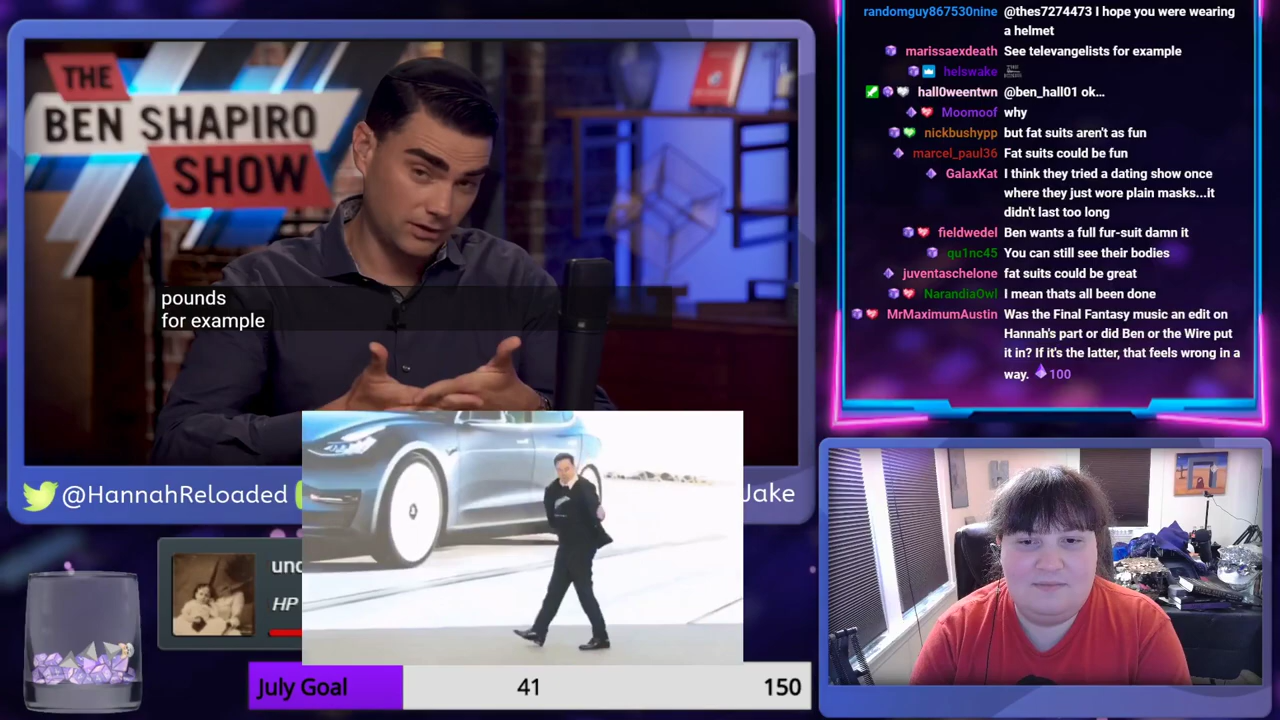 THE
BEN SHAPIRO
SHOW
pounds
for example
@HannahReloaded
Jake
HP
July Goal
41
150
randomguy867530nine @thes7274473 I hope you were wearing
a helmet
marissaexdeath See televangelists for example
helswake
hall0weentwn @ben_hall01 ok...
Moomoof why
nickbushypp but fat suits aren't as fun
marcel_paul36 Fat suits could be fun
GalaxKat I think they tried a dating show once
where they just wore plain masks...it
didn't last too long
fieldwedel Ben wants a full fur-suit damn it
qu1nc45 You can still see their bodies
juventaschelone fat suits could be great
NarandiaOwl I mean thats all been done
MrMaximumAustin Was the Final Fantasy music an edit on
Hannah's part or did Ben or the Wire put
it in? If it's the latter, that feels wrong in a
way. 100